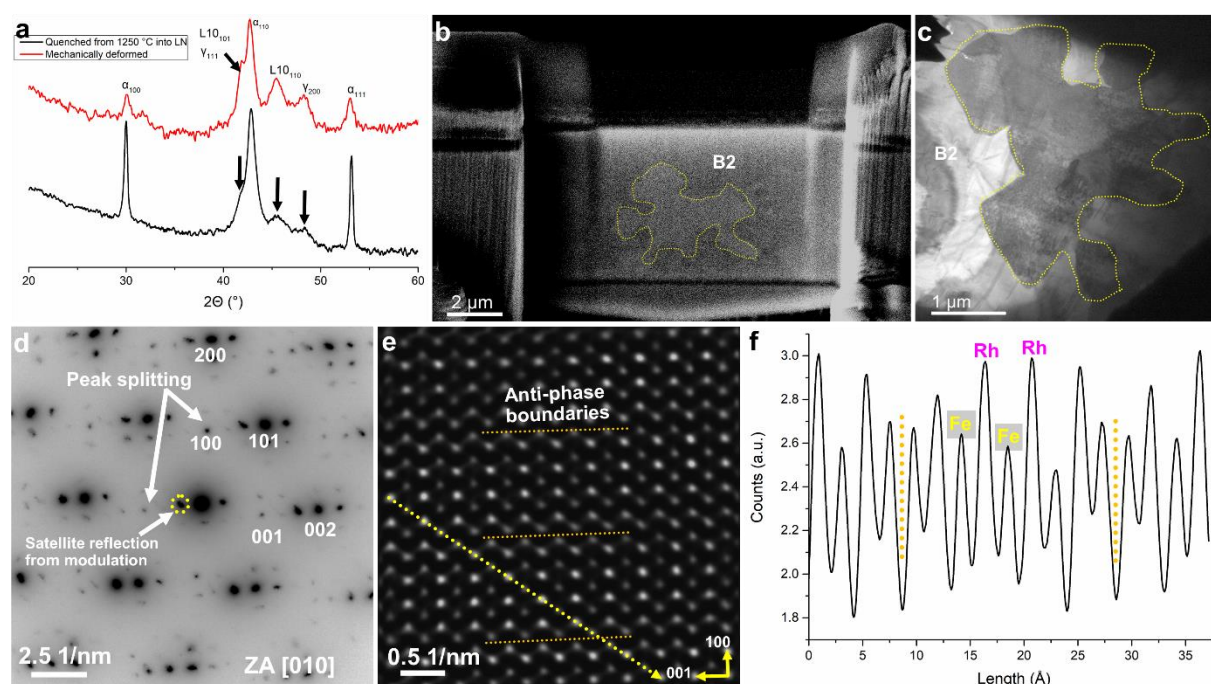 a
Quenched from 1250 °C into LN
Mechanically deformed
L10101
γ111
α110
α100
L10110
γ200
α111
20
30
40
50
60
2Θ (°)
b
B2
2 µm
c
B2
1 µm
d
200
Peak splitting
100
101
001
002
Satellite reflection
from modulation
2.5 1/nm
ZA [010]
e
Anti-phase
boundaries
0.5 1/nm
100
001
f
Rh
Rh
Fe
Fe
3.0
2.8
2.6
2.4
2.2
2.0
1.8
Counts (a.u.)
0
5
10
15
20
25
30
35
Length (Å)